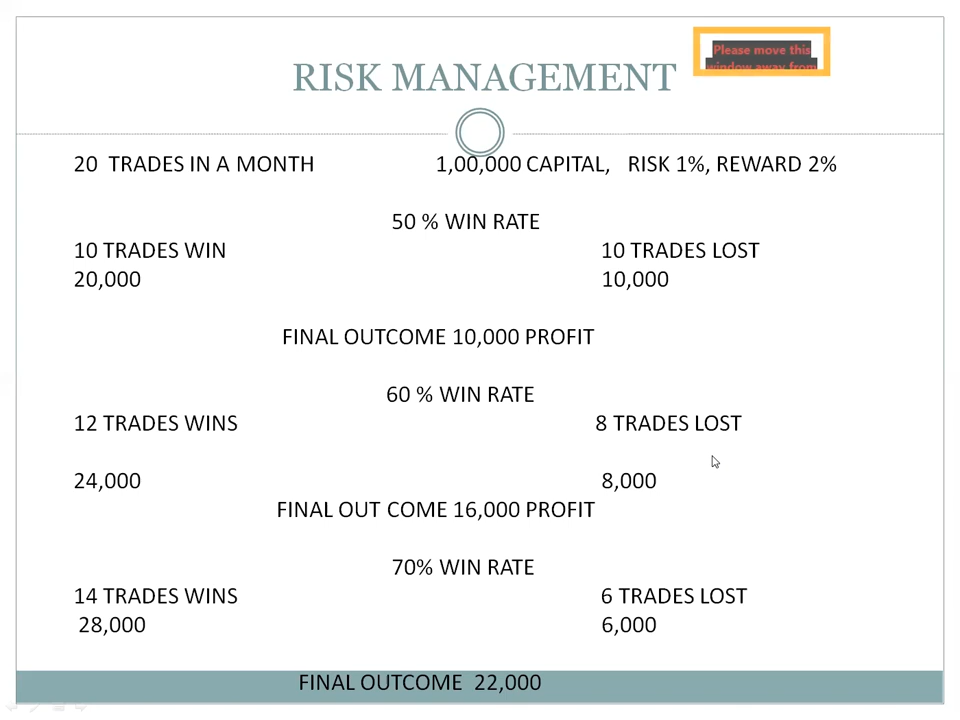 Please move this
window away from
RISK MANAGEMENT
20 TRADES IN A MONTH 1,00,000 CAPITAL, RISK 1%, REWARD 2%
50 % WIN RATE
10 TRADES WIN 10 TRADES LOST
20,000 10,000
FINAL OUTCOME 10,000 PROFIT
60 % WIN RATE
12 TRADES WINS 8 TRADES LOST
24,000 8,000
FINAL OUT COME 16,000 PROFIT
70% WIN RATE
14 TRADES WINS 6 TRADES LOST
28,000 6,000
FINAL OUTCOME 22,000